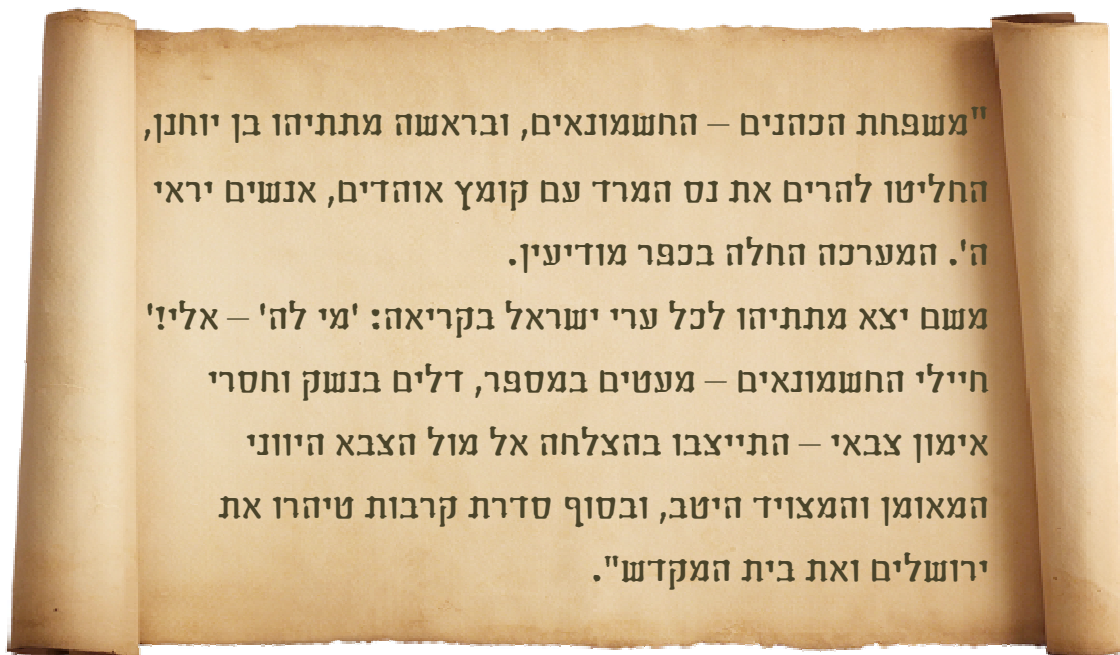 "משפחת הכהנים – החשמונאים, ובראשה מתתיהו בן יוחנן,
החליטו להרים את נס המרד עם קומץ אוהדים, אנשים יראי
ה'. המערכה החלה בכפר מודיעין.
משם יצא מתתיהו לכל ערי ישראל בקריאה: 'מי לה' – אלי!'
חיילי החשמונאים – מעטים במספר, דלים בנשק וחסרי
אימון צבאי – התייצבו בהצלחה אל מול הצבא היווני
המאומן והמצויד היטב, ובסוף סדרת קרבות טיהרו את
ירושלים ואת בית המקדש".